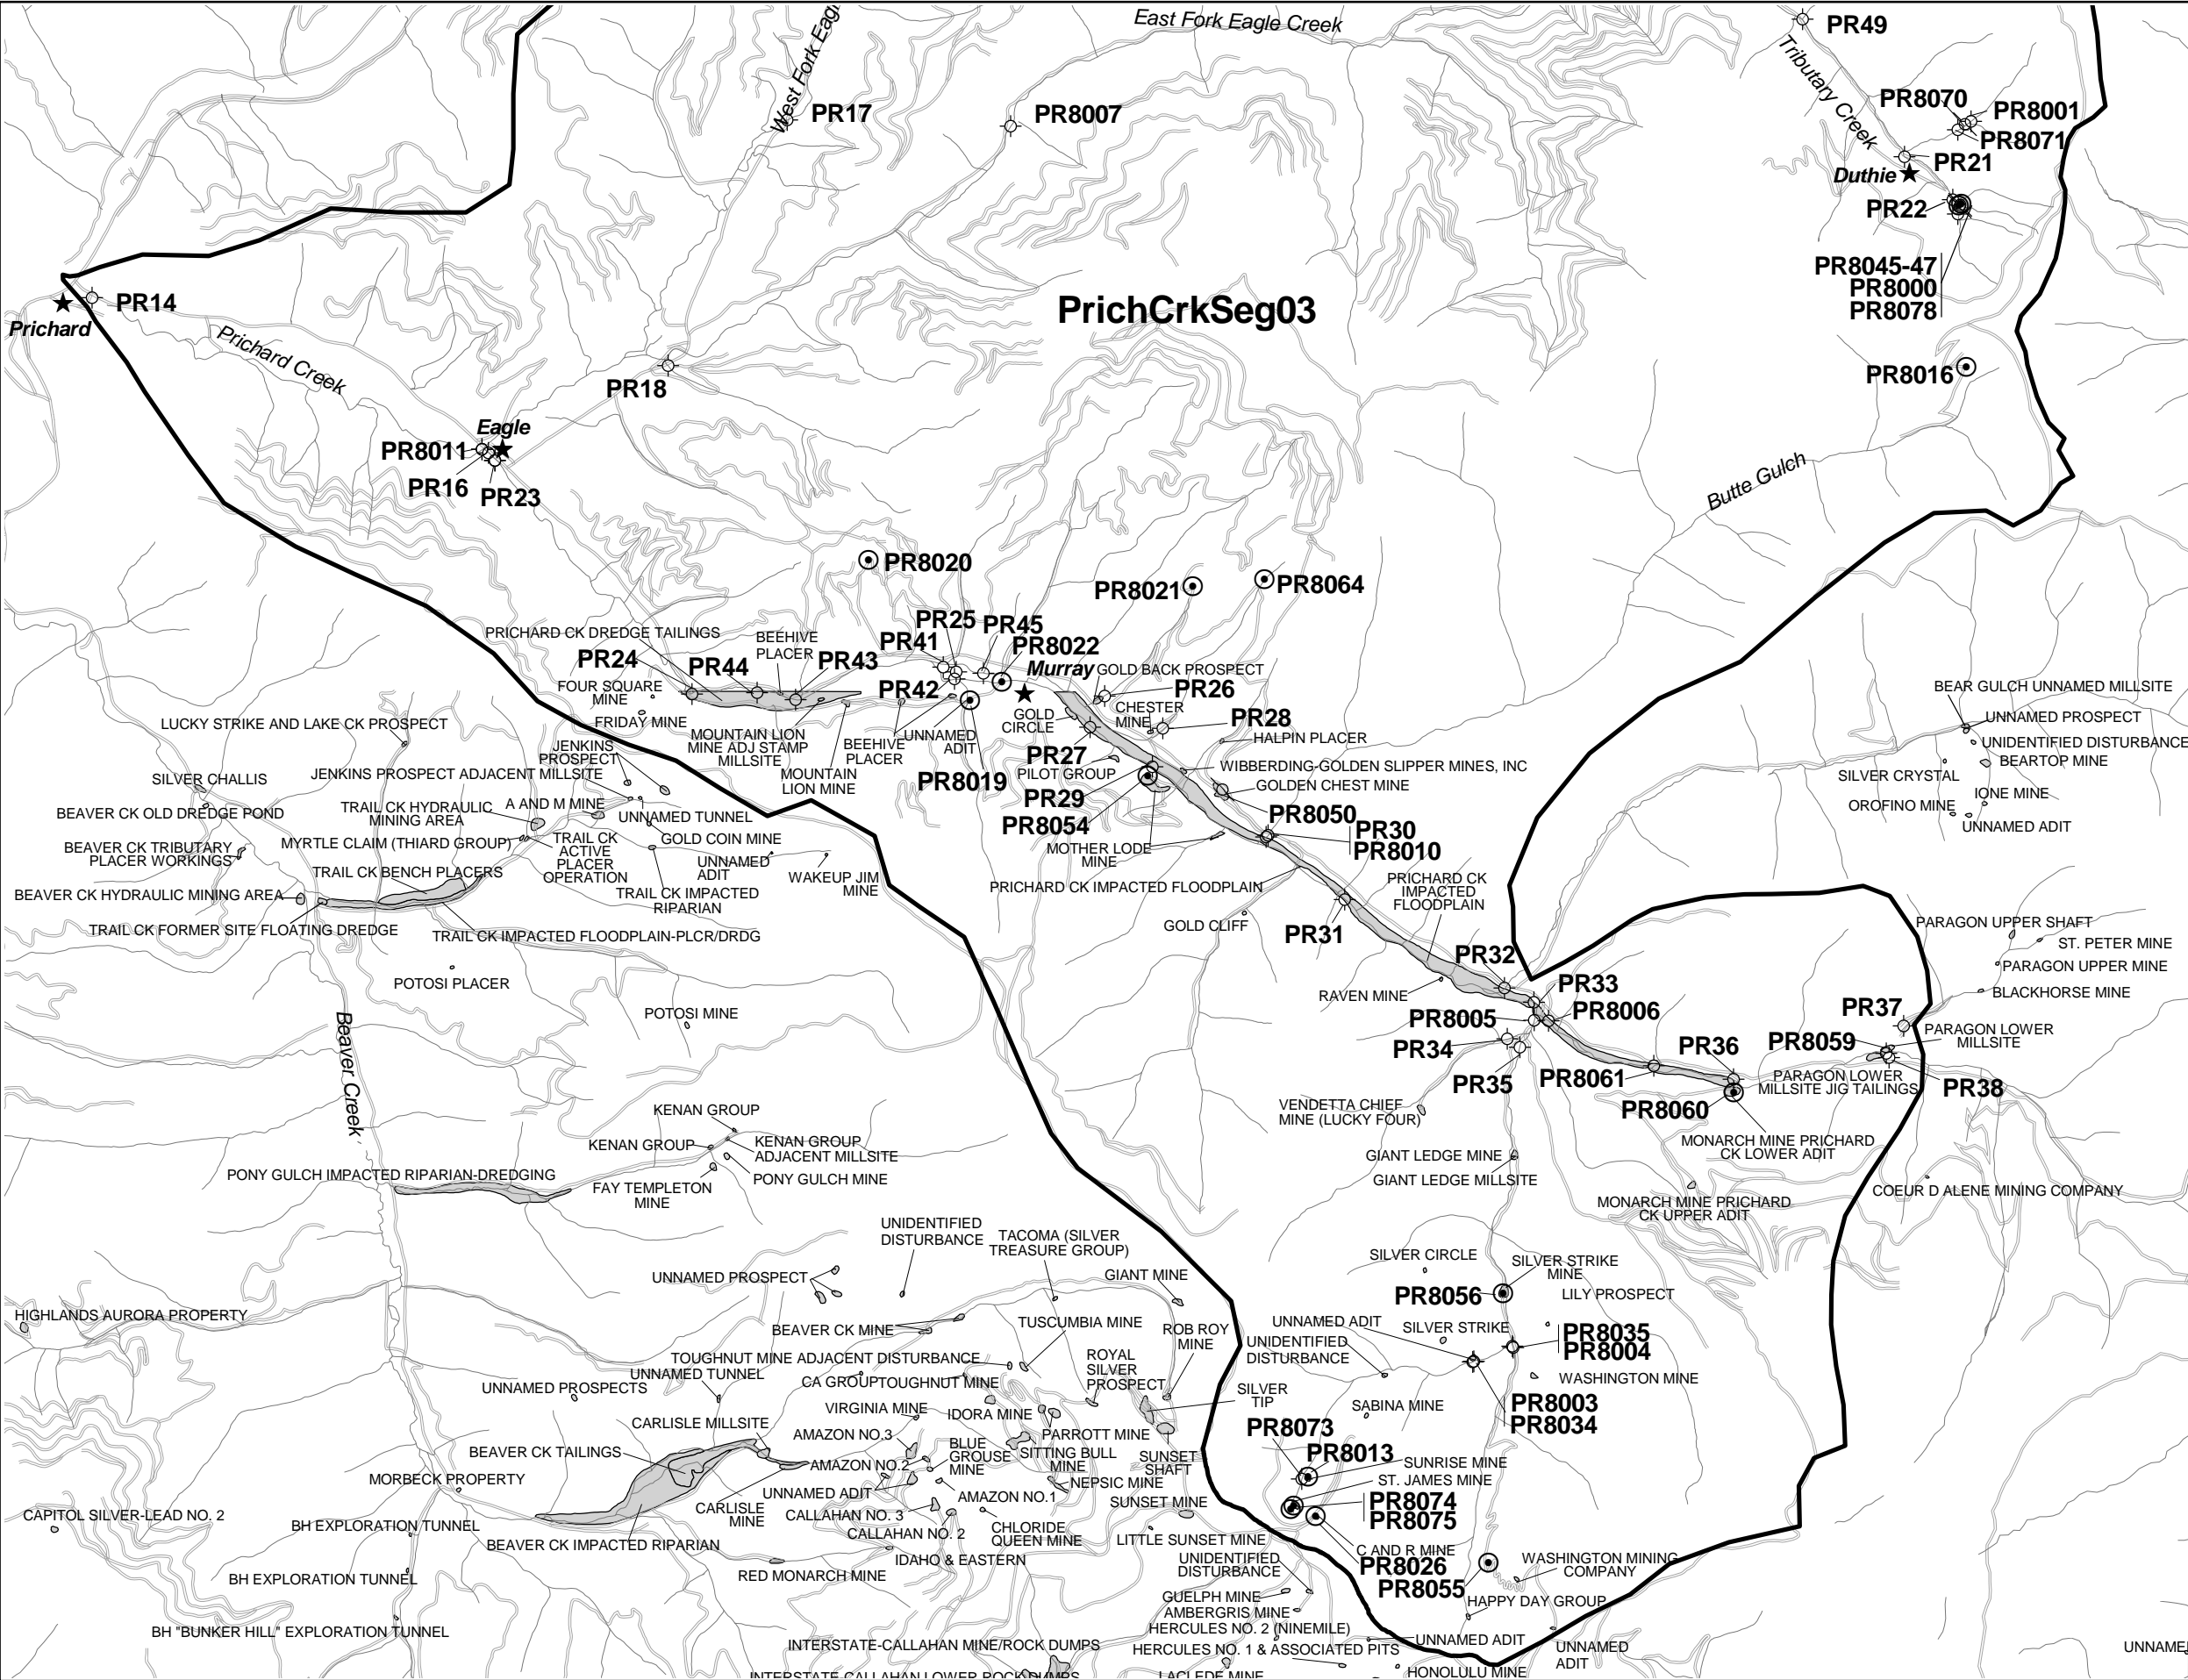 East Fork Eagle Creek
PR49
West Fork Eagl
Tributary Creek
PR17
PR8007
PR8070
PR8001
PR8071
PR21
Duthie
PR22
PR8045-47
PR8000
PR8078
PR14
Prichard
Prichard Creek
PrichCrkSeg03
PR18
PR8016
Eagle
PR8011
PR16
PR23
Butte Gulch
PR8020
PR8021
PR8064
PR25
PR45
PR41
PR8022
PRICHARD CK DREDGE TAILINGS
BEEHIVE
PLACER
PR24
PR44
PR43
PR42
Murray
GOLD BACK PROSPECT
PR26
FOUR SQUARE
MINE
FRIDAY MINE
MOUNTAIN LION
MINE ADJ STAMP
MILLSITE
MOUNTAIN
LION MINE
BEEHIVE
PLACER
UNNAMED
ADIT
PR8019
GOLD
CIRCLE
CHESTER
MINE
PR28
HALPIN PLACER
PR27
PILOT GROUP
WIBBERDING-GOLDEN SLIPPER MINES, INC
GOLDEN CHEST MINE
PR29
PR8054
PR8050
PR30
PR8010
MOTHER LODE
MINE
PRICHARD CK IMPACTED FLOODPLAIN
PRICHARD CK
IMPACTED
FLOODPLAIN
GOLD CLIFF
PR31
PR32
BEAR GULCH UNNAMED MILLSITE
UNNAMED PROSPECT
UNIDENTIFIED DISTURBANCE
BEARTOP MINE
SILVER CRYSTAL
IONE MINE
OROFINO MINE
UNNAMED ADIT
LUCKY STRIKE AND LAKE CK PROSPECT
JENKINS
PROSPECT
JENKINS PROSPECT ADJACENT MILLSITE
SILVER CHALLIS
BEAVER CK OLD DREDGE POND
TRAIL CK HYDRAULIC
MINING AREA
A AND M MINE
UNNAMED TUNNEL
BEAVER CK TRIBUTARY
PLACER WORKINGS
MYRTLE CLAIM (THIARD GROUP)
TRAIL CK
ACTIVE
PLACER
OPERATION
GOLD COIN MINE
UNNAMED
ADIT
WAKEUP JIM
MINE
TRAIL CK BENCH PLACERS
TRAIL CK IMPACTED
RIPARIAN
BEAVER CK HYDRAULIC MINING AREA
TRAIL CK FORMER SITE FLOATING DREDGE
TRAIL CK IMPACTED FLOODPLAIN-PLCR/DRDG
POTOSI PLACER
POTOSI MINE
Beaver Creek
RAVEN MINE
PR33
PR8005
PR8006
PR34
PR35
PR8061
PR36
PR8060
PARAGON UPPER SHAFT
ST. PETER MINE
PARAGON UPPER MINE
BLACKHORSE MINE
PR37
PR8059
PARAGON LOWER
MILLSITE
PARAGON LOWER
MILLSITE JIG TAILINGS
PR38
VENDETTA CHIEF
MINE (LUCKY FOUR)
MONARCH MINE PRICHARD
CK LOWER ADIT
GIANT LEDGE MINE
GIANT LEDGE MILLSITE
MONARCH MINE PRICHARD
CK UPPER ADIT
COEUR D ALENE MINING COMPANY
KENAN GROUP
KENAN GROUP
KENAN GROUP
ADJACENT MILLSITE
PONY GULCH MINE
PONY GULCH IMPACTED RIPARIAN-DREDGING
FAY TEMPLETON
MINE
UNIDENTIFIED
DISTURBANCE
TACOMA (SILVER
TREASURE GROUP)
UNNAMED PROSPECT
GIANT MINE
SILVER CIRCLE
SILVER STRIKE
MINE
PR8056
LILY PROSPECT
HIGHLANDS AURORA PROPERTY
BEAVER CK MINE
TUSCUMBIA MINE
ROB ROY
MINE
UNNAMED ADIT
SILVER STRIKE
UNIDENTIFIED
DISTURBANCE
PR8035
PR8004
TOUGHNUT MINE ADJACENT DISTURBANCE
UNNAMED TUNNEL
CA GROUP
TOUGHNUT MINE
ROYAL
SILVER
PROSPECT
UNNAMED PROSPECTS
WASHINGTON MINE
SILVER
TIP
SABINA MINE
PR8003
PR8034
VIRGINIA MINE
IDORA MINE
CARLISLE MILLSITE
AMAZON NO.3
PARROTT MINE
PR8073
PR8013
BEAVER CK TAILINGS
BLUE
GROUSE
MINE
SITTING BULL
MINE
SUNSET
SHAFT
SUNRISE MINE
AMAZON NO.2
MORBECK PROPERTY
NEPSIC MINE
ST. JAMES MINE
UNNAMED ADIT
AMAZON NO.1
SUNSET MINE
PR8074
PR8075
CAPITOL SILVER-LEAD NO. 2
CARLISLE
MINE
CALLAHAN NO. 3
BH EXPLORATION TUNNEL
CALLAHAN NO. 2
CHLORIDE
QUEEN MINE
LITTLE SUNSET MINE
BEAVER CK IMPACTED RIPARIAN
C AND R MINE
IDAHO & EASTERN
UNIDENTIFIED
DISTURBANCE
PR8026
WASHINGTON MINING
COMPANY
BH EXPLORATION TUNNEL
RED MONARCH MINE
PR8055
GUELPH MINE
HAPPY DAY GROUP
AMBERGRIS MINE
HERCULES NO. 2 (NINEMILE)
BH "BUNKER HILL" EXPLORATION TUNNEL
INTERSTATE-CALLAHAN MINE/ROCK DUMPS
HERCULES NO. 1 & ASSOCIATED PITS
UNNAMED ADIT
UNNAMED
ADIT
UNNAME
INTERSTATE-CALLAHAN LOWER ROCK DUMPS
LACLEDE MINE
HONOLULU MINE